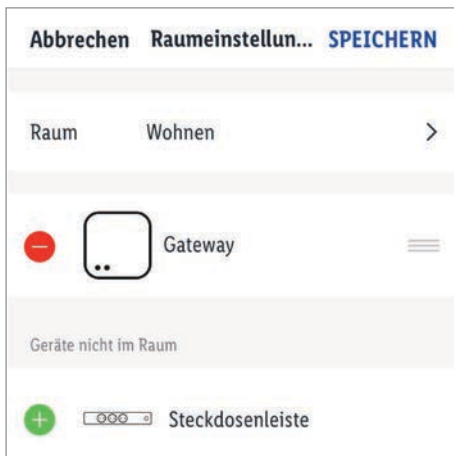 Abbrechen Raumeinstellun... SPEICHERN
Raum Wohnen
Gateway
Geräte nicht im Raum
Steckdosenleiste